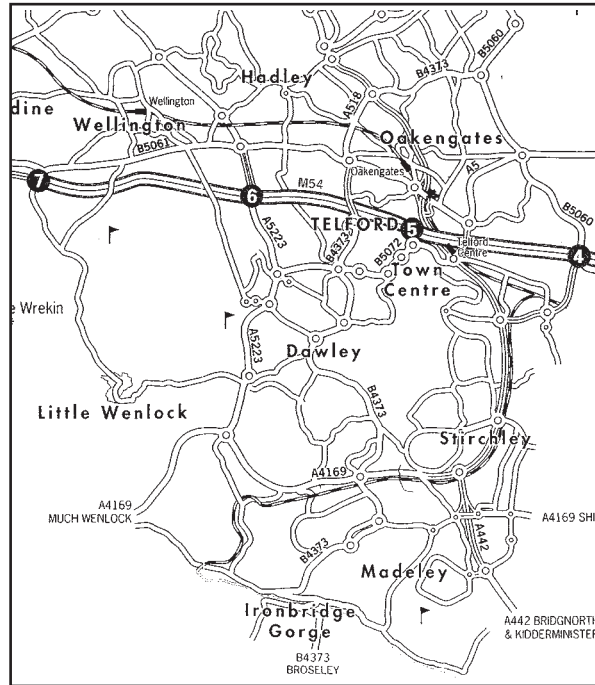 B5060
Hadley
B4373
A518
dine
Wellington
Wellington
Oakengates
B5061
Oakengates
A5
7
6
M54
B5060
TELFORD
5
A5223
B4373
B5072
Telford
Centre
4
Town
Centre
e Wrekin
A5223
Dawley
Little Wenlock
B4373
Stirchley
A4169
A4169
MUCH WENLOCK
A4169 SHI
A442
B4373
Madeley
Ironbridge
Gorge
A442 BRIDGNORTH
& KIDDERMINSTER
B4373
BROSELEY